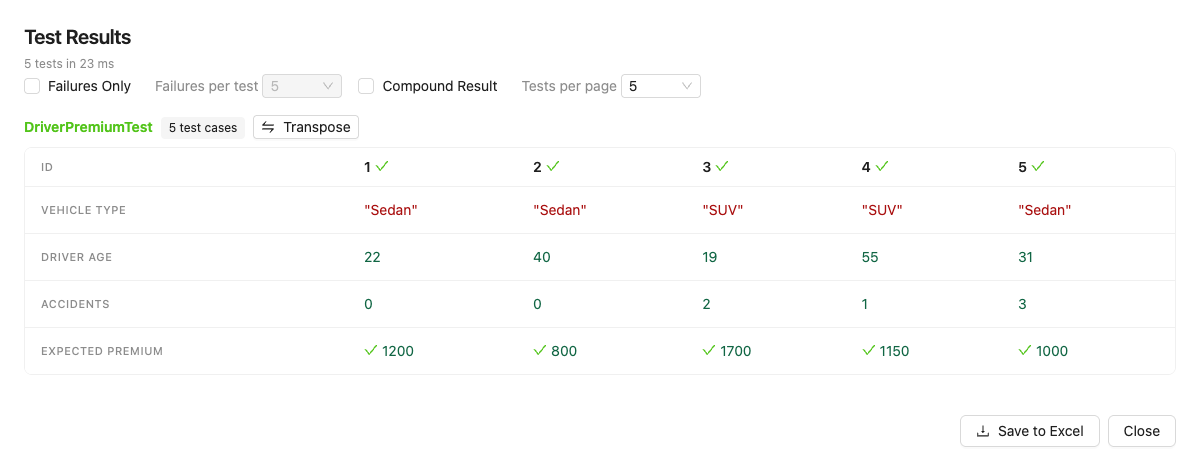 Test Results
5 tests in 23 ms
Failures Only Failures per test 5 Compound Result Tests per page 5
DriverPremiumTest 5 test cases Transpose
ID 1 2 3 4 5
VEHICLE TYPE "Sedan" "Sedan" "SUV" "SUV" "Sedan"
DRIVER AGE 22 40 19 55 31
ACCIDENTS 0 0 2 1 3
EXPECTED PREMIUM 1200 800 1700 1150 1000
Save to Excel Close